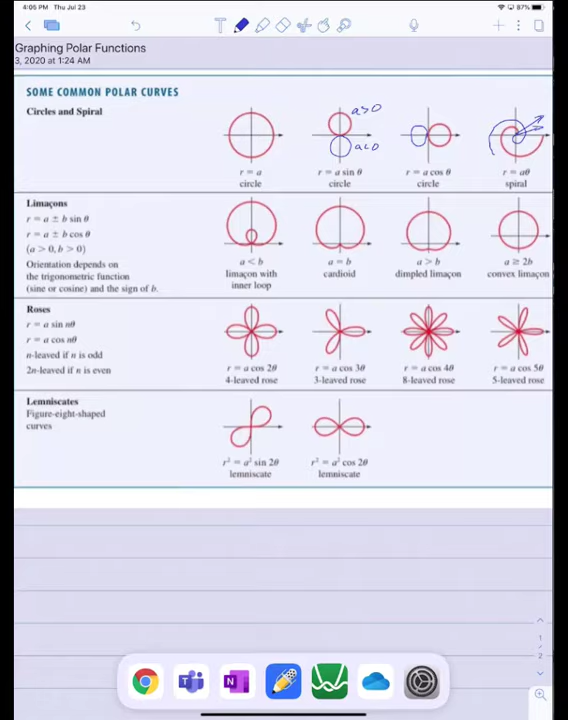 4:05 PM Thu Jul 23
87%
T
Graphing Polar Functions
3, 2020 at 1:24 AM
SOME COMMON POLAR CURVES
Circles and Spiral
a>0
a<0
r = a
circle
r = a sin θ
circle
r = a cos θ
circle
r = aθ
spiral
Limaçons
r = a ± b sin θ
r = a ± b cos θ
(a > 0, b > 0)
Orientation depends on
the trigonometric function
(sine or cosine) and the sign of b.
a < b
limaçon with
inner loop
a = b
cardioid
a > b
dimpled limaçon
a ≥ 2b
convex limaçon
Roses
r = a sin nθ
r = a cos nθ
n-leaved if n is odd
2n-leaved if n is even
r = a cos 2θ
4-leaved rose
r = a cos 3θ
3-leaved rose
r = a cos 4θ
8-leaved rose
r = a cos 5θ
5-leaved rose
Lemniscates
Figure-eight-shaped
curves
r² = a² sin 2θ
lemniscate
r² = a² cos 2θ
lemniscate
1
/
2